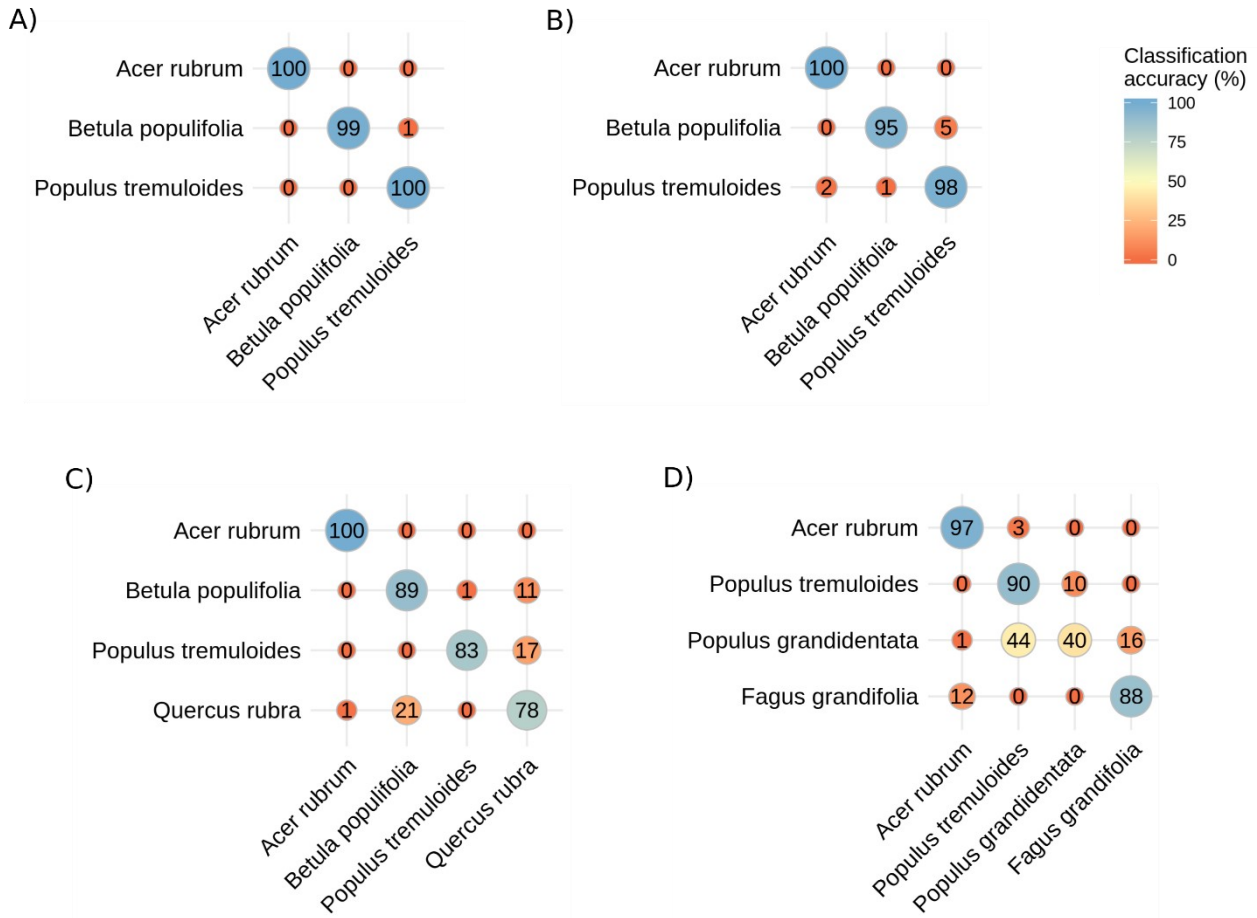 A)
Acer rubrum 100 0 0
Betula populifolia 0 99 1
Populus tremuloides 0 0 100
Acer rubrum
Betula populifolia
Populus tremuloides
B)
Acer rubrum 100 0 0
Betula populifolia 0 95 5
Populus tremuloides 2 1 98
Acer rubrum
Betula populifolia
Populus tremuloides
Classification
accuracy (%)
100
75
50
25
0
C)
Acer rubrum 100 0 0 0
Betula populifolia 0 89 1 11
Populus tremuloides 0 0 83 17
Quercus rubra 1 21 0 78
Acer rubrum
Betula populifolia
Populus tremuloides
Quercus rubra
D)
Acer rubrum 97 3 0 0
Populus tremuloides 0 90 10 0
Populus grandidentata 1 44 40 16
Fagus grandifolia 12 0 0 88
Acer rubrum
Populus tremuloides
Populus grandidentata
Fagus grandifolia